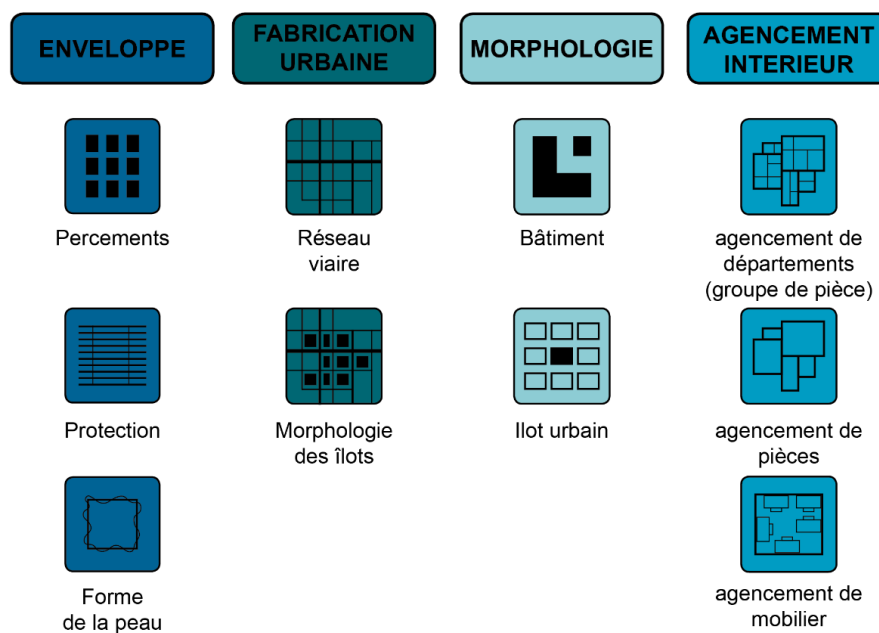 ENVELOPPE
FABRICATION
URBAINE
MORPHOLOGIE
AGENCEMENT
INTERIEUR
Percements
Réseau
viaire
Bâtiment
agencement de
départements
(groupe de pièce)
Protection
Morphologie
des îlots
Ilot urbain
agencement de
pièces
Forme
de la peau
agencement de
mobilier